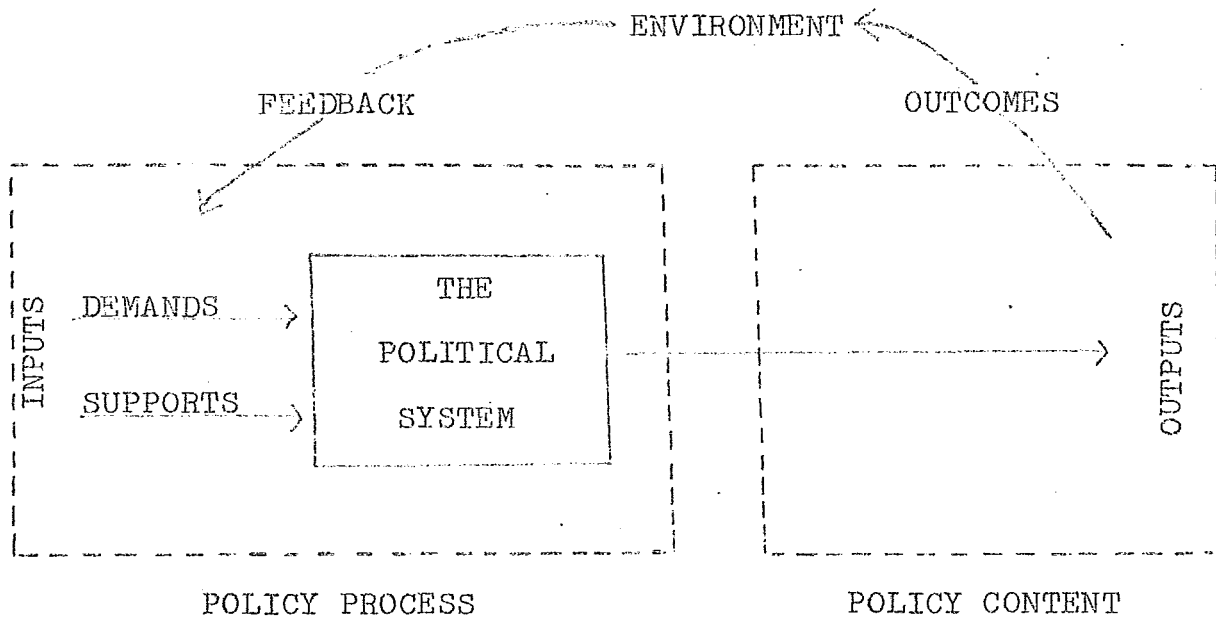 ENVIRONMENT
FEEDBACK
OUTCOMES
INPUTS
DEMANDS
SUPPORTS
THE
POLITICAL
SYSTEM
OUTPUTS
POLICY PROCESS
POLICY CONTENT